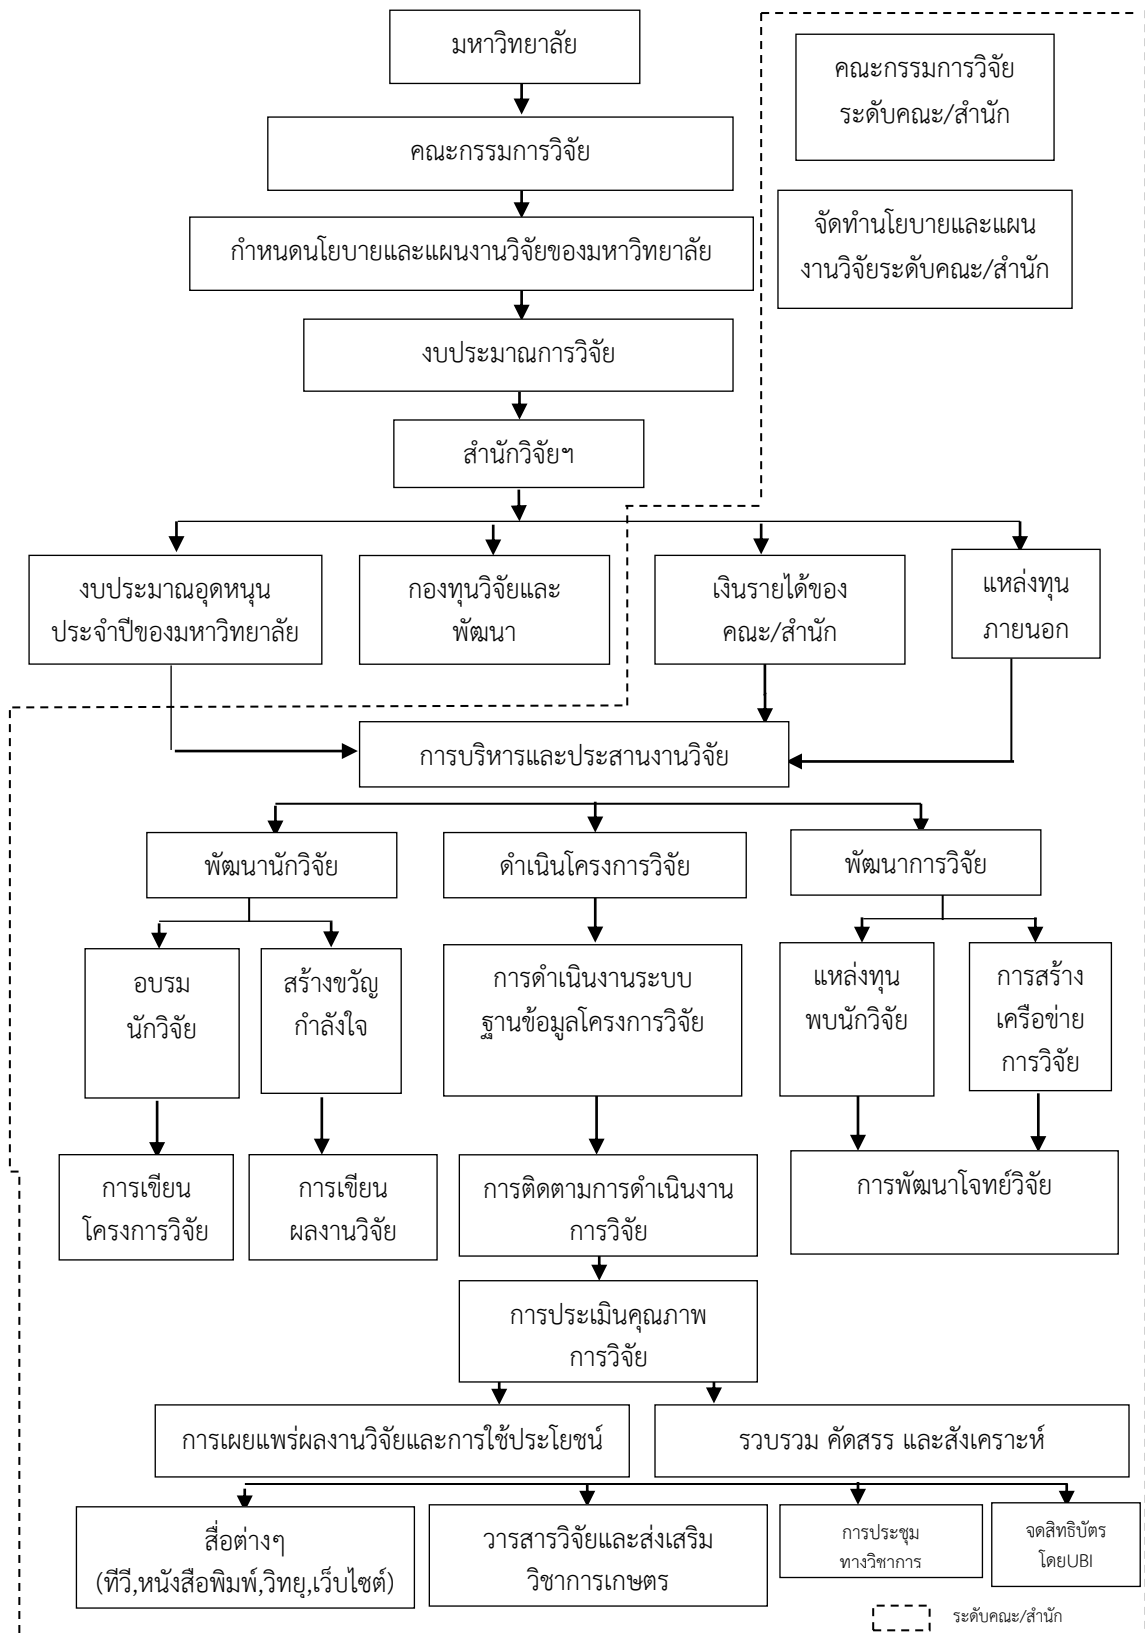 มหาวิทยาลัย
คณะกรรมการวิจัย
ระดับคณะ/สำนัก
คณะกรรมการวิจัย
จัดทำนโยบายและแผน
งานวิจัยระดับคณะ/สำนัก
กำหนดนโยบายและแผนงานวิจัยของมหาวิทยาลัย
งบประมาณการวิจัย
สำนักวิจัยฯ
งบประมาณอุดหนุน
ประจำปีของมหาวิทยาลัย
กองทุนวิจัยและ
พัฒนา
เงินรายได้ของ
คณะ/สำนัก
แหล่งทุน
ภายนอก
การบริหารและประสานงานวิจัย
พัฒนานักวิจัย
ดำเนินโครงการวิจัย
พัฒนาการวิจัย
อบรม
นักวิจัย
สร้างขวัญ
กำลังใจ
การดำเนินงานระบบ
ฐานข้อมูลโครงการวิจัย
แหล่งทุน
พบนักวิจัย
การสร้าง
เครือข่าย
การวิจัย
การเขียน
โครงการวิจัย
การเขียน
ผลงานวิจัย
การติดตามการดำเนินงาน
การวิจัย
การพัฒนาโจทย์วิจัย
การประเมินคุณภาพ
การวิจัย
การเผยแพร่ผลงานวิจัยและการใช้ประโยชน์
รวบรวม คัดสรร และสังเคราะห์
สื่อต่างๆ
(ทีวี,หนังสือพิมพ์,วิทยุ,เว็บไซต์)
วารสารวิจัยและส่งเสริม
วิชาการเกษตร
การประชุม
ทางวิชาการ
จดสิทธิบัตร
โดยUBI
ระดับคณะ/สำนัก